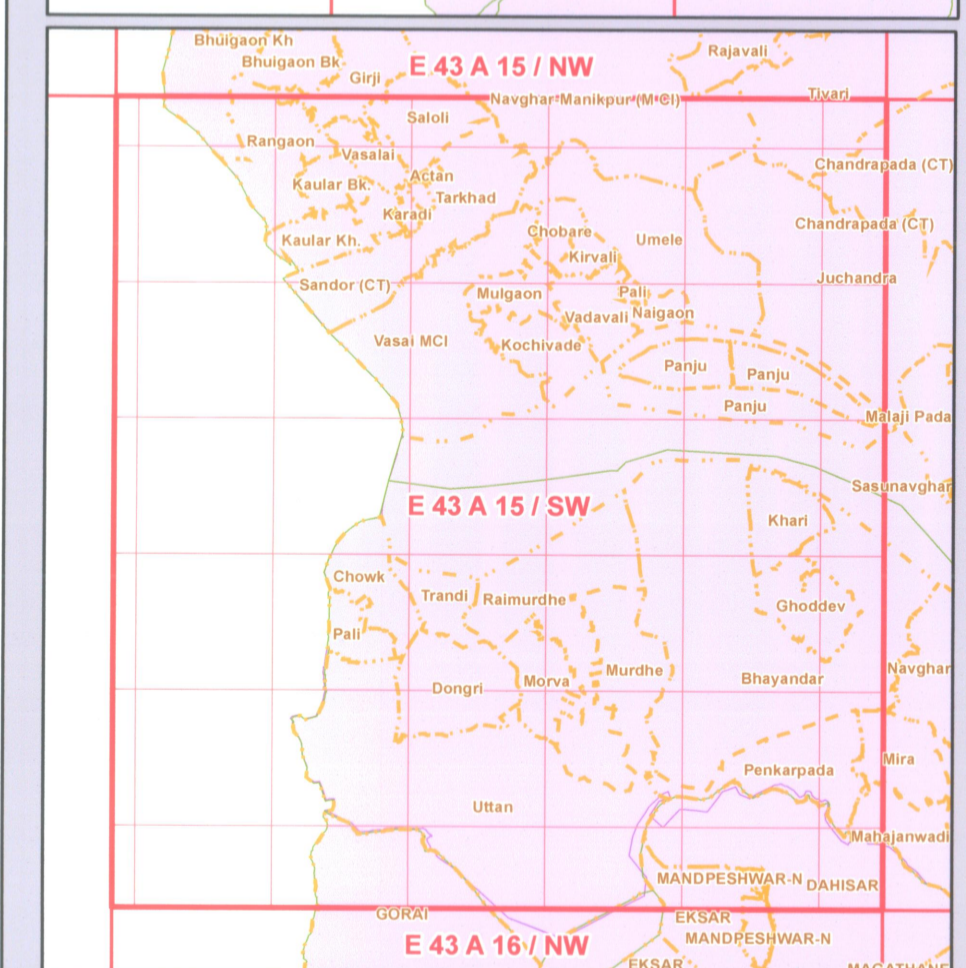 Bhuigaon Kh
Bhuigaon Bk
Girji
E 43 A 15 / NW
Rajavali
Navghar Manikpur (M Cl)
Tivari
Saloli
Rangaon
Vasalai
Chandrapada (CT)
Kaular Bk.
Actan
Tarkhad
Karadi
Chandrapada (CT)
Chobare
Kaular Kh.
Umele
Kirvali
Juchandra
Sandor (CT)
Mulgaon
Pali
Vadavali
Naigaon
Vasai MCl
Kochivade
Panju
Panju
Panju
Malaji Pada
Sasunavghar
E 43 A 15 / SW
Khari
Chowk
Trandi
Raimurdhe
Ghoddev
Pali
Murdhe
Navghar
Dongri
Morva
Bhayandar
Mira
Penkarpada
Uttan
Mahajanwadi
MANDPESHWAR-N
DAHISAR
GORAI
EKSAR
E 43 A 16 / NW
MANDPESHWAR-N
EKSAR
MAGATHANE